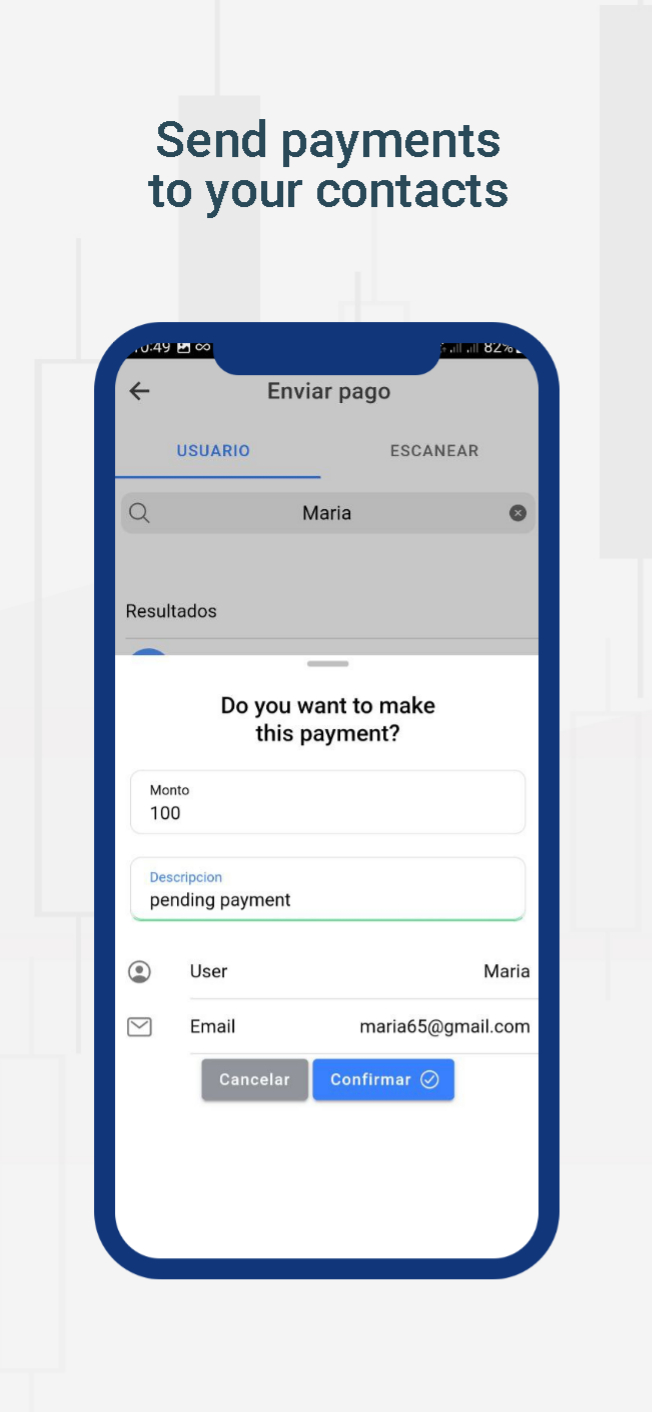 Send payments
to your contacts
10:49
82%
Enviar pago
USUARIO
ESCANEAR
Maria
Resultados
Do you want to make
this payment?
Monto
100
Descripcion
pending payment
User Maria
Email maria65@gmail.com
Cancelar Confirmar